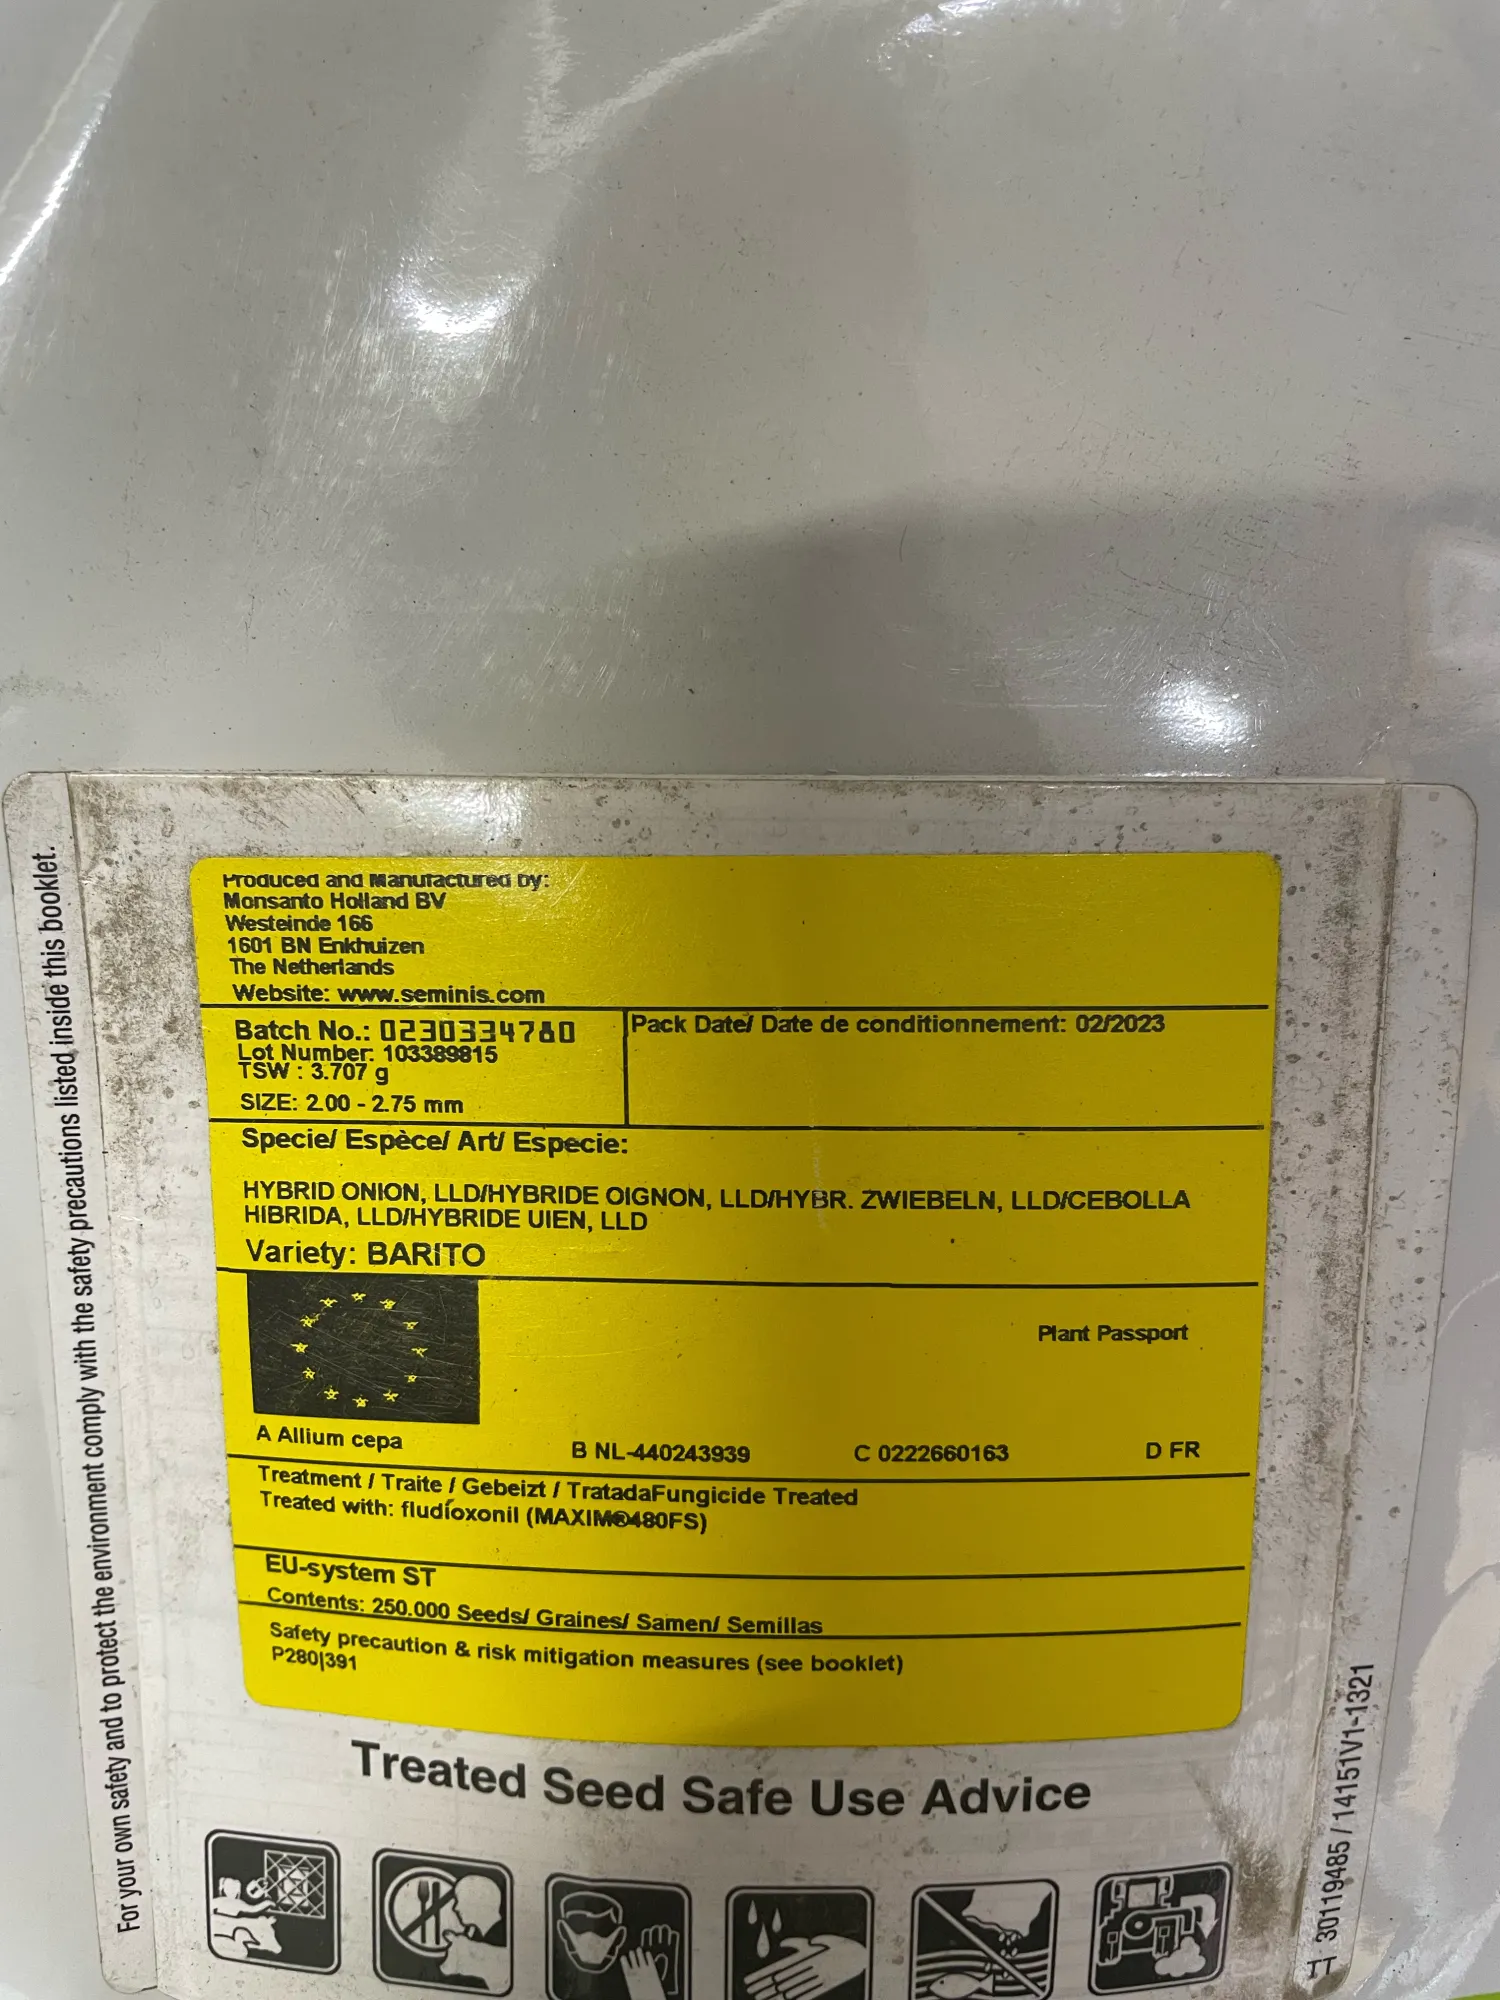 Produced and Manufactured by:
Monsanto Holland BV
Westeinde 166
1601 BN Enkhuizen
The Netherlands
Website: www.seminis.com
Batch No.: 0230334780
Lot Number: 103389815
TSW : 3.707 g
SIZE: 2.00 - 2.75 mm
Pack Date/ Date de conditionnement: 02/2023
Specie/ Espèce/ Art/ Especie:
HYBRID ONION, LLD/HYBRIDE OIGNON, LLD/HYBR. ZWIEBELN, LLD/CEBOLLA
HIBRIDA, LLD/HYBRIDE UIEN, LLD
Variety: BARITO
Plant Passport
A Allium cepa B NL-440243939 C 0222660163 D FR
Treatment / Traite / Gebeizt / TratadaFungicide Treated
Treated with: fludioxonil (MAXIM®480FS)
EU-system ST
Contents: 250.000 Seeds/ Graines/ Samen/ Semillas
Safety precaution & risk mitigation measures (see booklet)
P280|391
Treated Seed Safe Use Advice
For your own safety and to protect the environment comply with the safety precautions listed inside this booklet.
TT 30119485 / 14151V1-1321